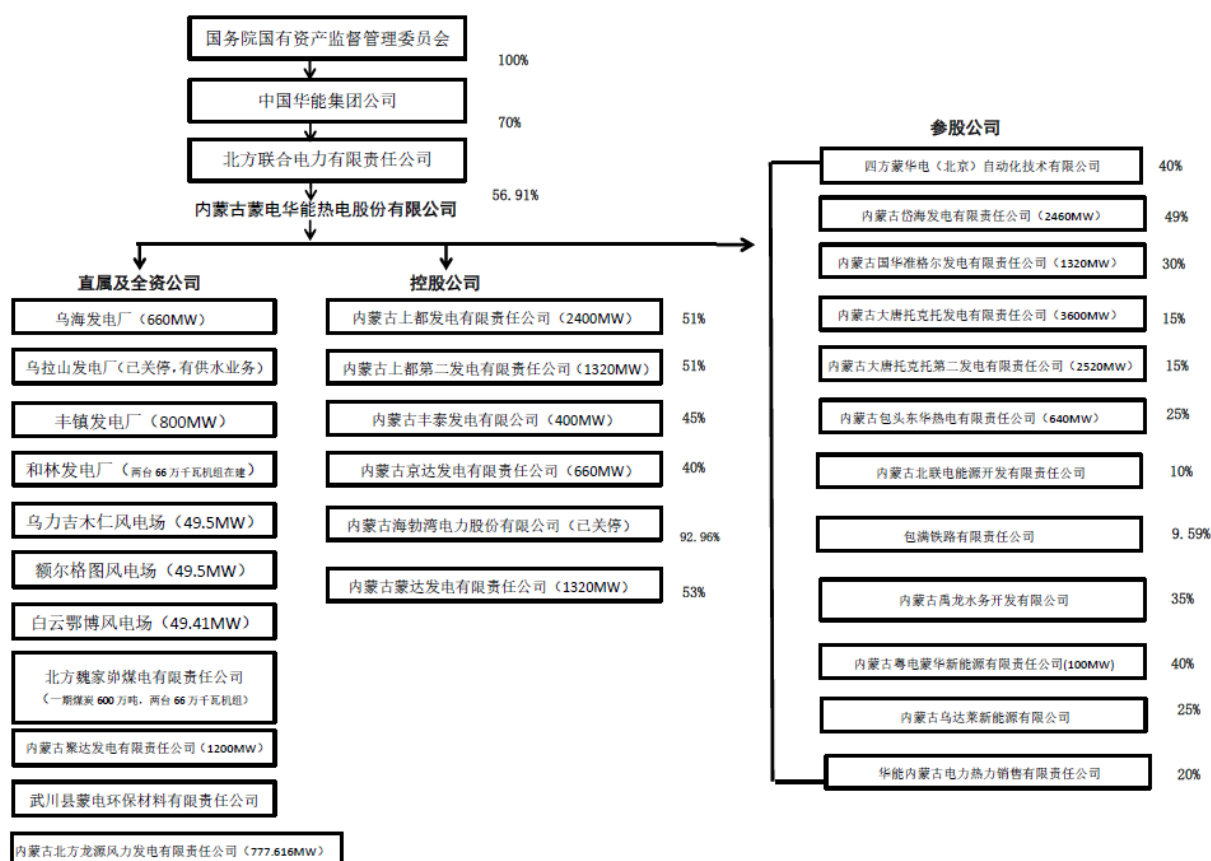 国务院国有资产监督管理委员会
100%
中国华能集团公司
70%
北方联合电力有限责任公司
56.91%
内蒙古蒙电华能热电股份有限公司
直属及全资公司
乌海发电厂（660MW）
乌拉山发电厂(已关停,有供水业务)
丰镇发电厂（800MW）
和林发电厂（两台66万千瓦机组在建）
乌力吉木仁风电场（49.5MW）
额尔格图风电场（49.5MW）
白云鄂博风电场（49.41MW）
北方魏家峁煤电有限责任公司
（一期煤炭600万吨，两台66万千瓦机组）
内蒙古聚达发电有限责任公司(1200MW)
武川县蒙电环保材料有限责任公司
内蒙古北方龙源风力发电有限责任公司（777.616MW）
控股公司
内蒙古上都发电有限责任公司（2400MW） 51%
内蒙古上都第二发电有限责任公司(1320MW) 51%
内蒙古丰泰发电有限公司（400MW） 45%
内蒙古京达发电有限责任公司（660MW） 40%
内蒙古海勃湾电力股份有限公司（已关停） 92.96%
内蒙古蒙达发电有限责任公司（1320MW） 53%
参股公司
四方蒙华电（北京）自动化技术有限公司 40%
内蒙古岱海发电有限责任公司（2460MW） 49%
内蒙古国华准格尔发电有限责任公司（1320MW） 30%
内蒙古大唐托克托发电有限责任公司（3600MW） 15%
内蒙古大唐托克托第二发电有限责任公司（2520MW） 15%
内蒙古包头东华热电有限责任公司（640MW） 25%
内蒙古北联电能源开发有限责任公司 10%
包满铁路有限责任公司 9.59%
内蒙古禹龙水务开发有限公司 35%
内蒙古粤电蒙华新能源有限责任公司(100MW) 40%
内蒙古乌达莱新能源有限公司 25%
华能内蒙古电力热力销售有限责任公司 20%